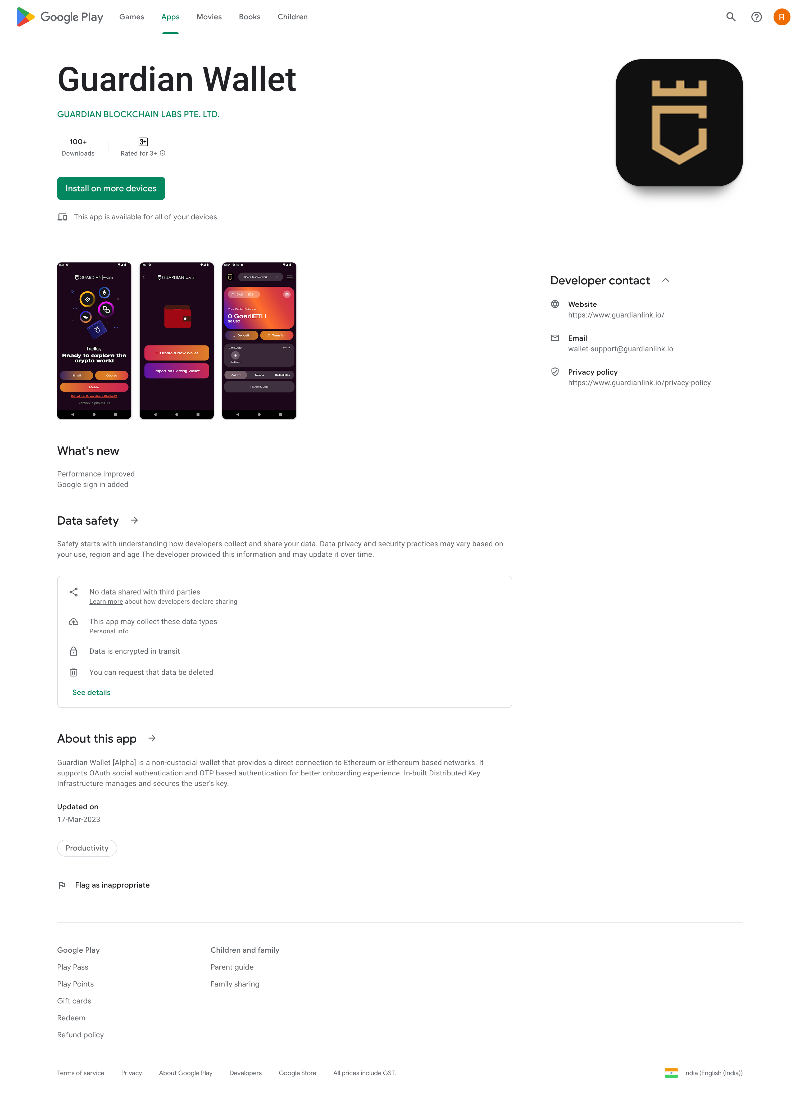 Google Play
Games
Apps
Movies
Books
Children
R
Guardian Wallet
GUARDIAN BLOCKCHAIN LABS PTE. LTD.
100+
Downloads
3+
Rated for 3+
Install on more devices
This app is available for all of your devices
GUARDIAN
hello,
Ready to explore the
crypto world
GUARDIAN
Developer contact
Website
https://www.guardianlink.io/
Email
wallet-support@guardianlink.io
Privacy policy
https://www.guardianlink.io/privacy-policy
What's new
Performance Improved
Google sign in added
Data safety
Safety starts with understanding how developers collect and share your data. Data privacy and security practices may vary based on
your use, region and age The developer provided this information and may update it over time.
No data shared with third parties
Learn more about how developers declare sharing
This app may collect these data types
Personal info
Data is encrypted in transit
You can request that data be deleted
See details
About this app
Guardian Wallet [Alpha] is a non-custodial wallet that provides a direct connection to Ethereum or Ethereum based networks. It
supports OAuth social authentication and OTP based authentication for better onboarding experience. In-built Distributed Key
Infrastructure manages and secures the user's key.
Updated on
17-Mar-2023
Productivity
Flag as inappropriate
Google Play
Play Pass
Play Points
Gift cards
Redeem
Refund policy
Children and family
Parent guide
Family sharing
Terms of service
Privacy
About Google Play
Developers
Google Store
All prices include GST.
India (English (India))